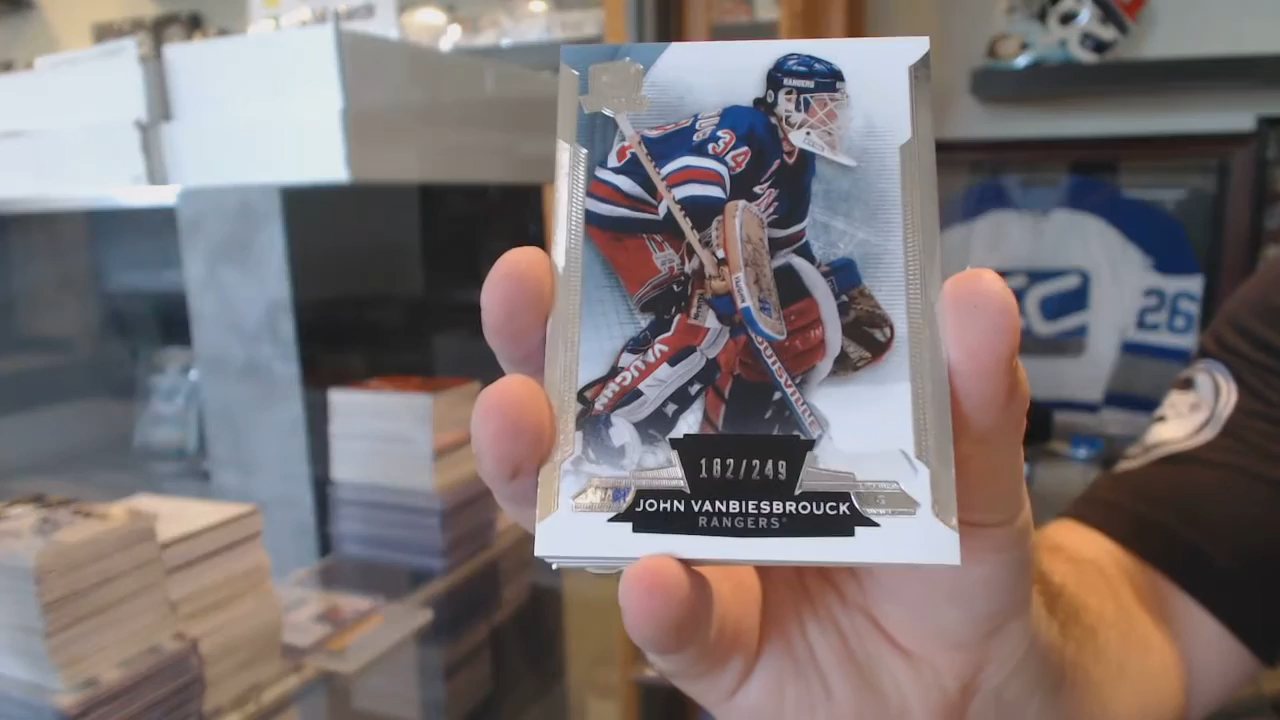 RANGERS
34
VAUGHN
LOUISVILLE
182/249
JOHN VANBIESBROUCK
RANGERS
26